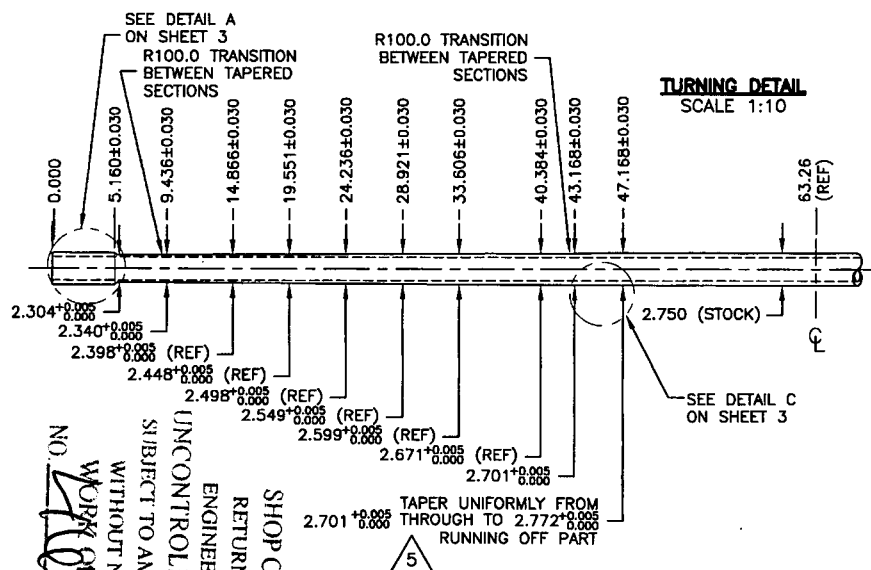 SEE DETAIL A
ON SHEET 3
R100.0 TRANSITION
BETWEEN TAPERED
SECTIONS
R100.0 TRANSITION
BETWEEN TAPERED
SECTIONS
TURNING DETAIL
SCALE 1:10
0.000
5.160±0.030
9.436±0.030
14.866±0.030
19.551±0.030
24.236±0.030
28.921±0.030
33.606±0.030
40.384±0.030
43.168±0.030
47.168±0.030
63.26
(REF)
2.304+0.005 0.000
2.340+0.005 0.000
2.398+0.005 0.000 (REF)
2.448+0.005 0.000 (REF)
2.498+0.005 0.000 (REF)
2.549+0.005 0.000 (REF)
2.599+0.005 0.000 (REF)
2.671+0.005 0.000 (REF)
2.701+0.005 0.000
2.750 (STOCK)
℄
SEE DETAIL C
ON SHEET 3
TAPER UNIFORMLY FROM
2.701+0.005 0.000 THROUGH TO 2.772+0.005 0.000
RUNNING OFF PART
5
SHOP
RETUR
ENGINEE
UNCONTROL
SUBJECT TO
WITHOUT
WORK
NO.